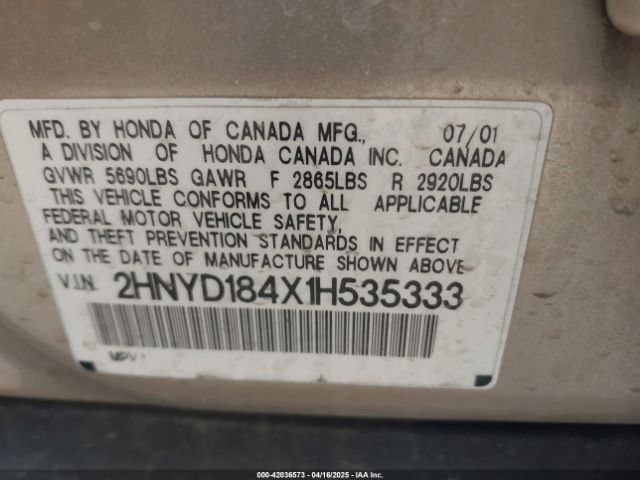 MFD. BY HONDA OF CANADA MFG., 07/01
A DIVISION OF HONDA CANADA INC. CANADA
GVWR 5690LBS GAWR F 2865LBS R 2920LBS
THIS VEHICLE CONFORMS TO ALL APPLICABLE
FEDERAL MOTOR VEHICLE SAFETY,
AND THEFT PREVENTION STANDARDS IN EFFECT
ON THE DATE OF MANUFACTURE SHOWN ABOVE
V.I.N. 2HNYD184X1H535333
MPV
000-42036573 - 04/16/2025 - IAA Inc.